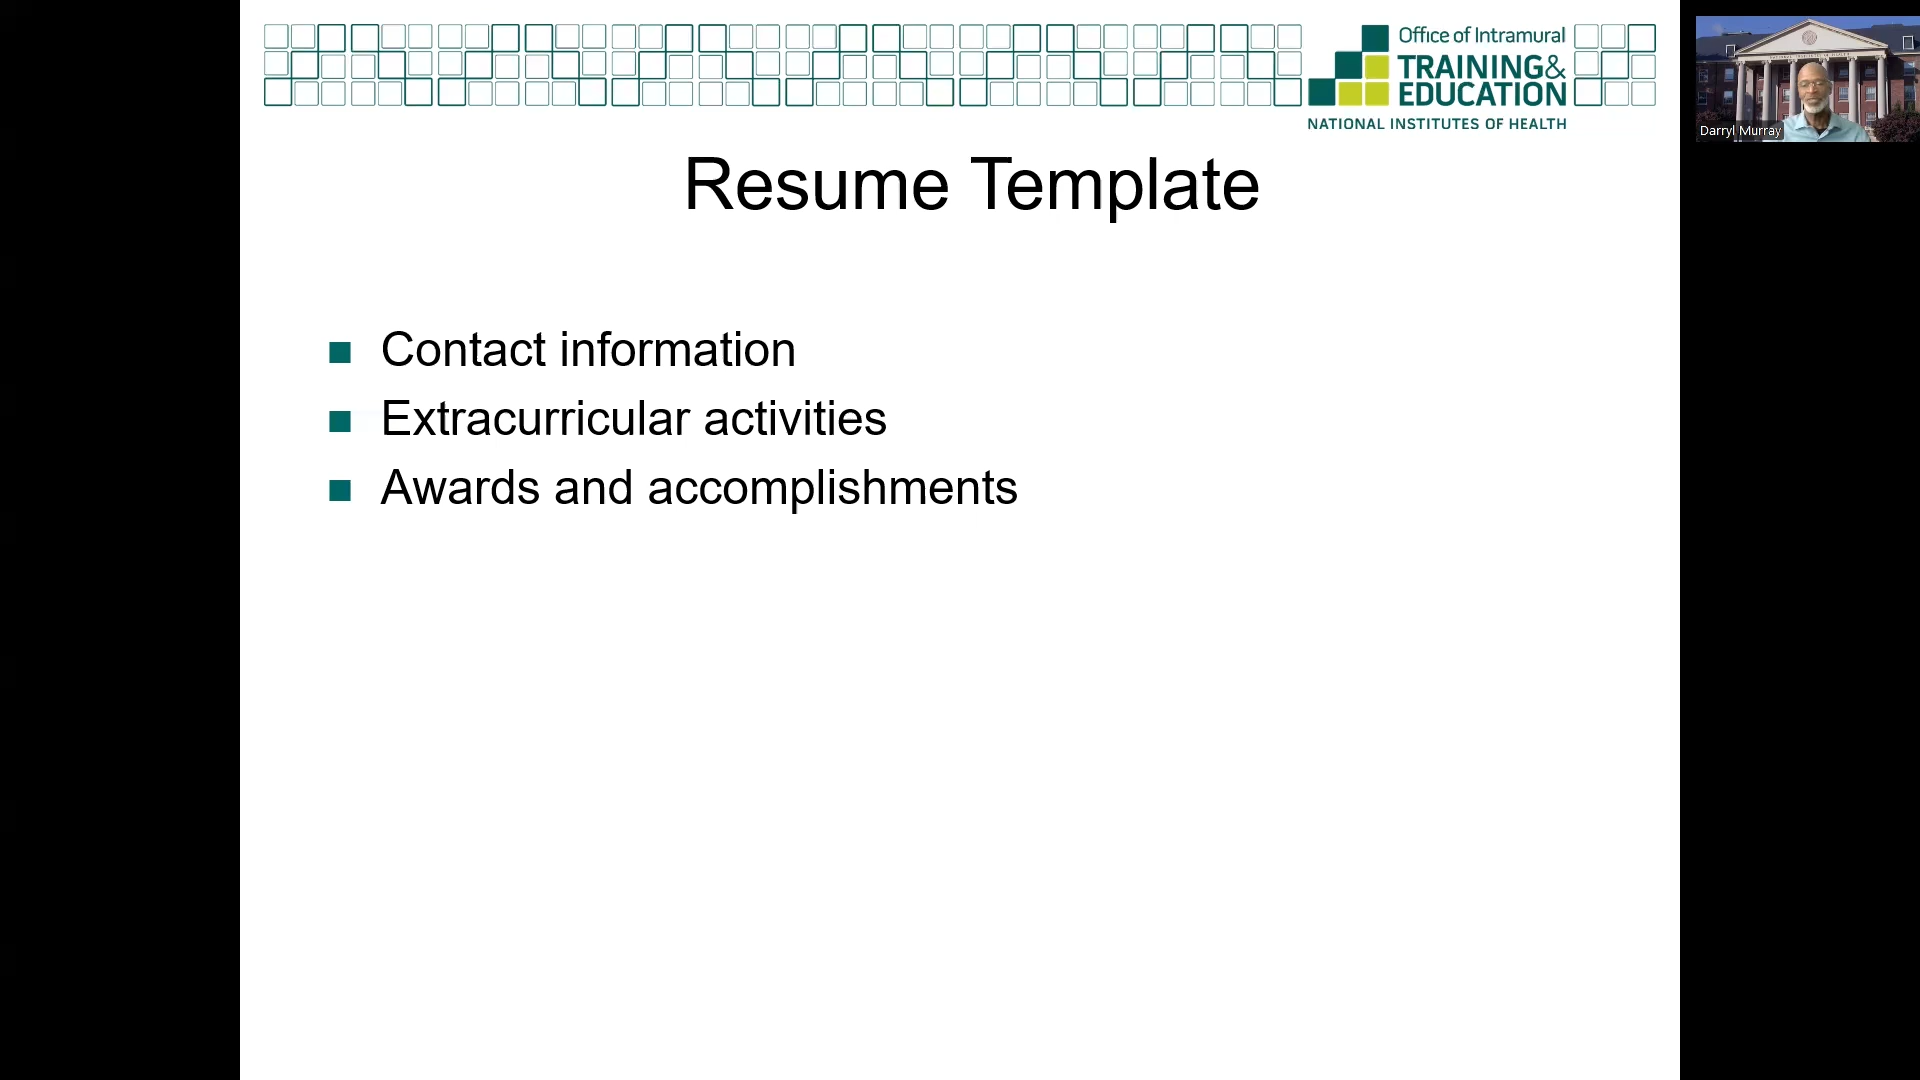 Office of Intramural
TRAINING&
EDUCATION
NATIONAL INSTITUTES OF HEALTH
Darryl Murray
Resume Template
Contact information
Extracurricular activities
Awards and accomplishments